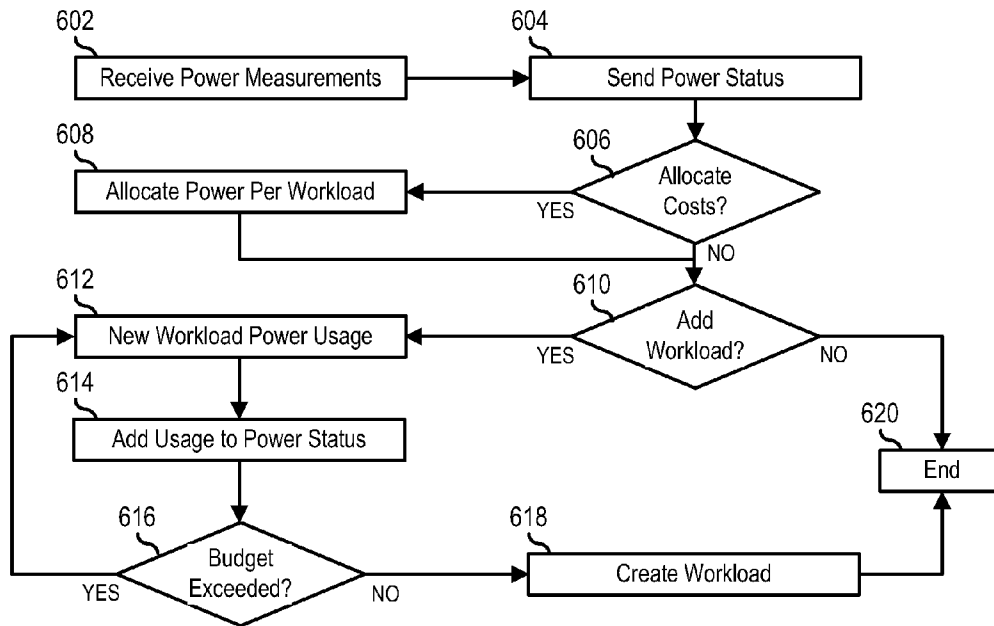 602
Receive Power Measurements
604
Send Power Status
606
Allocate
Costs?
YES
NO
608
Allocate Power Per Workload
610
Add
Workload?
YES
NO
612
New Workload Power Usage
614
Add Usage to Power Status
616
Budget
Exceeded?
YES
NO
618
Create Workload
620
End